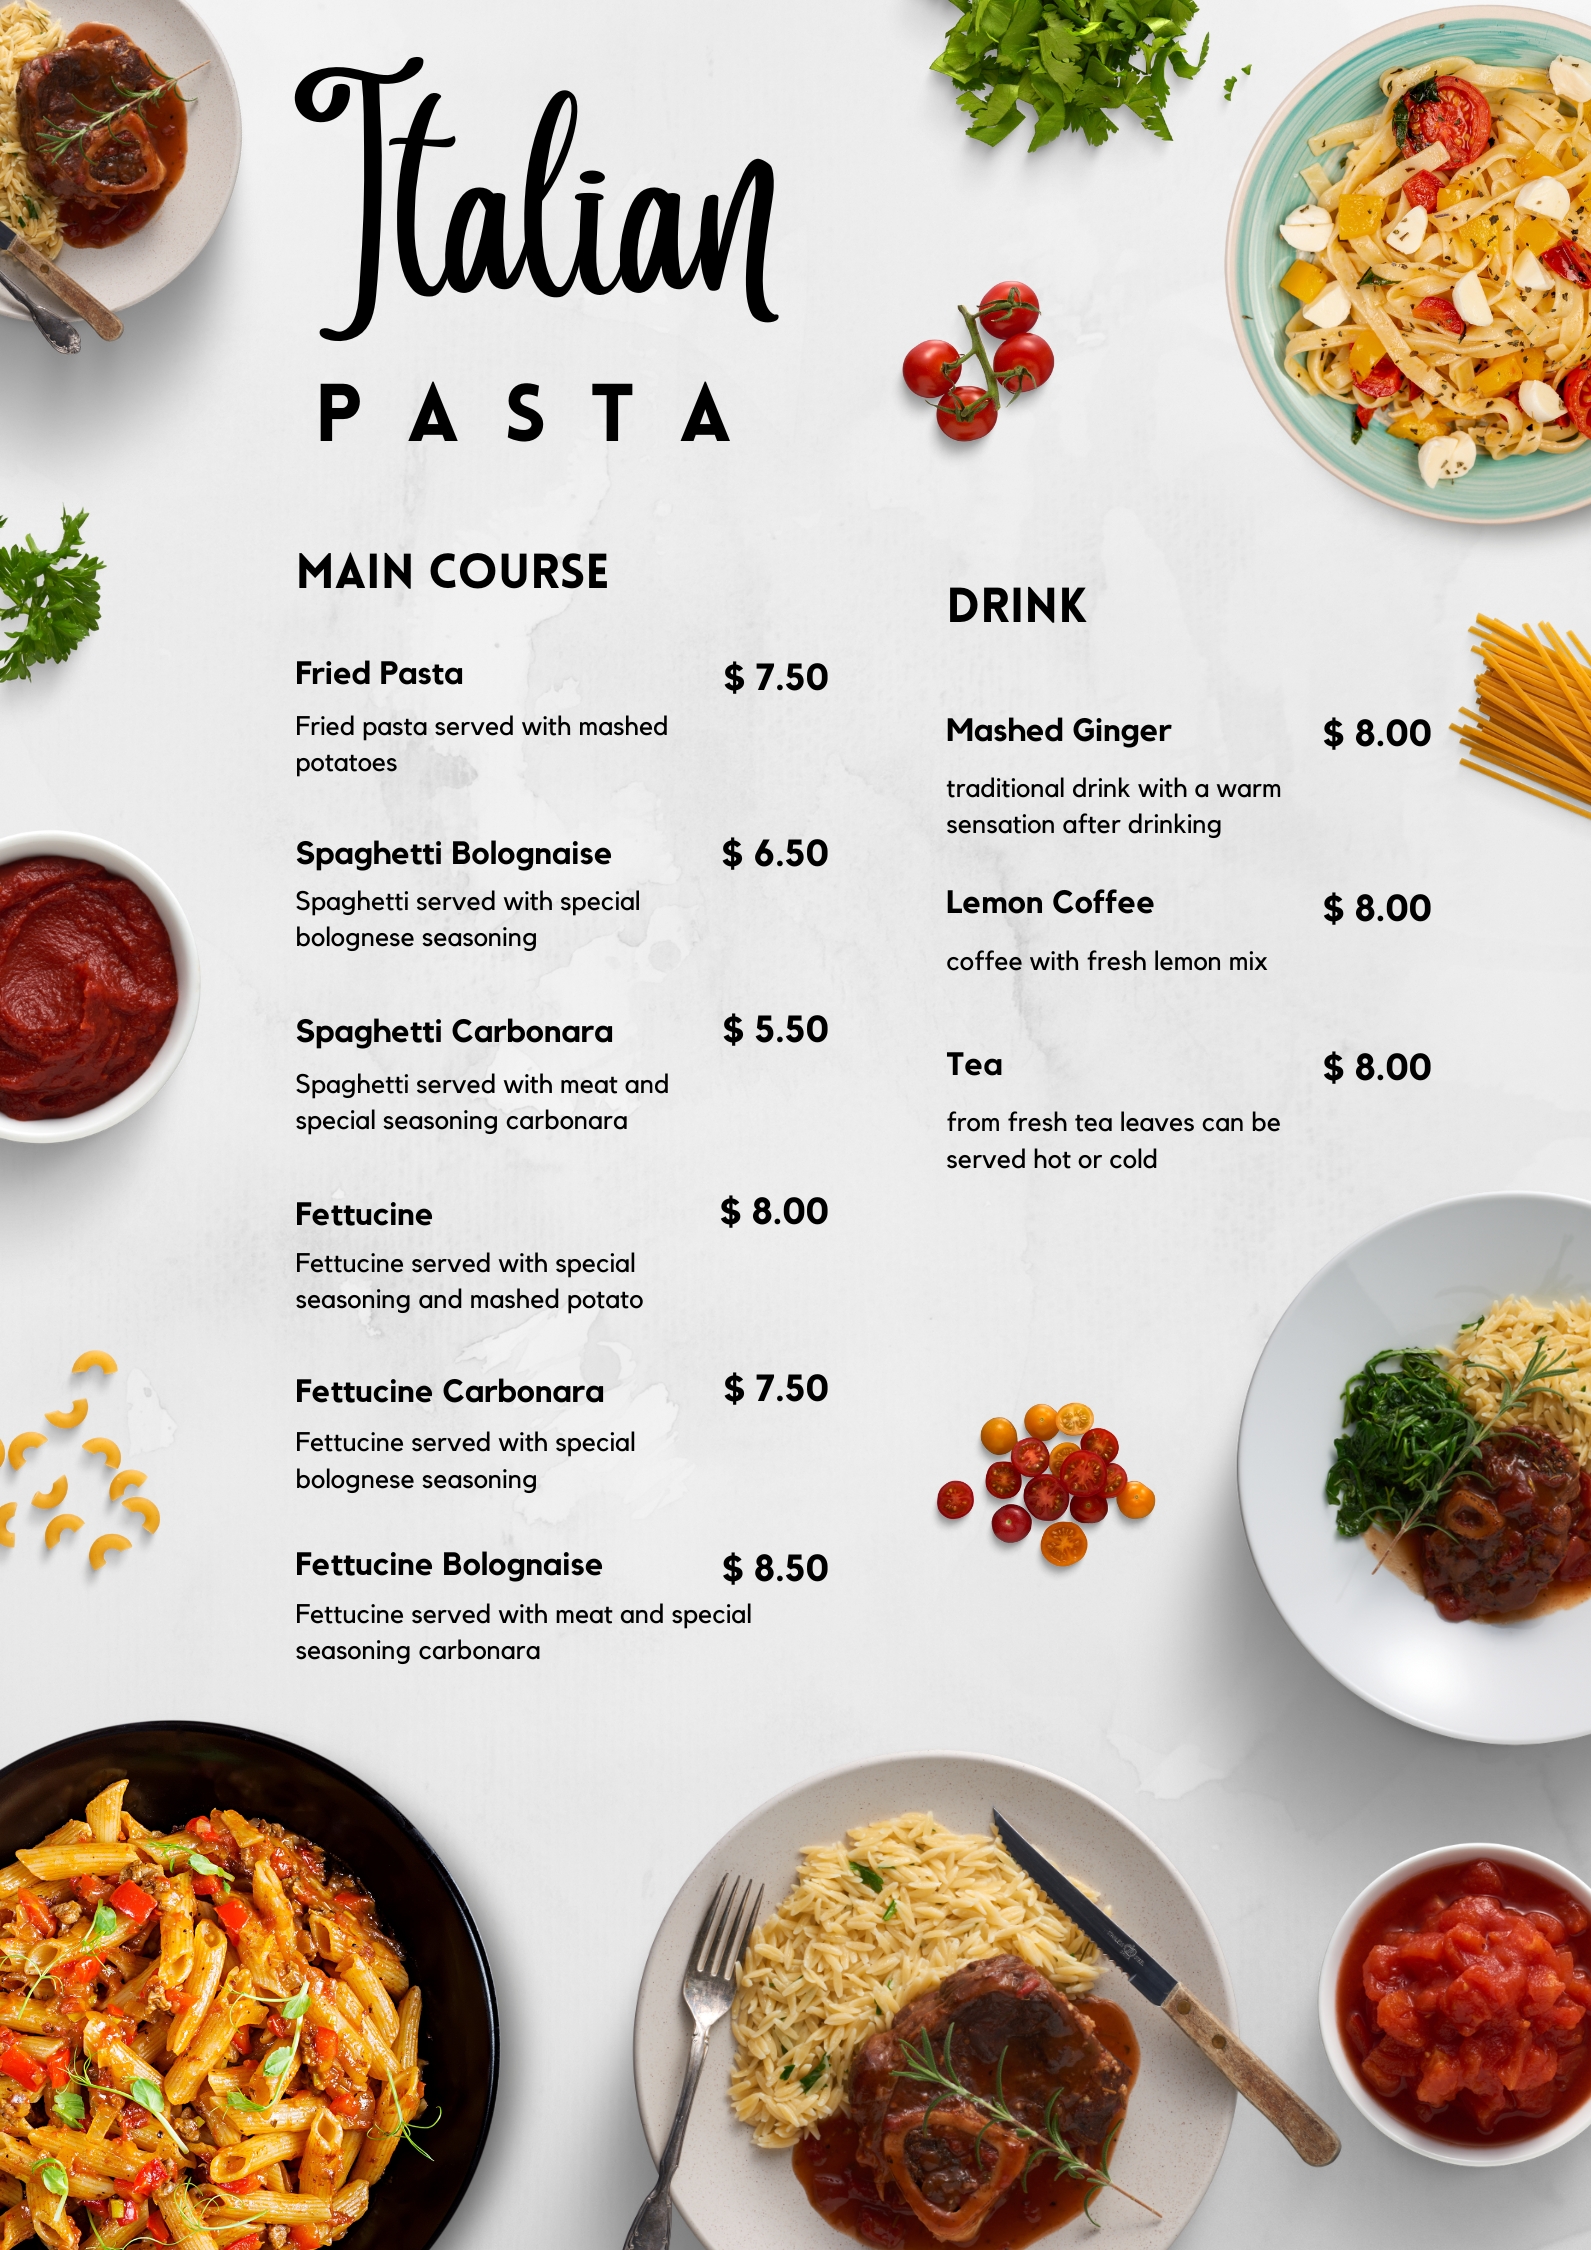 Italian
PASTA
MAIN COURSE
Fried Pasta $ 7.50
Fried pasta served with mashed
potatoes
Spaghetti Bolognaise $ 6.50
Spaghetti served with special
bolognese seasoning
Spaghetti Carbonara $ 5.50
Spaghetti served with meat and
special seasoning carbonara
Fettucine $ 8.00
Fettucine served with special
seasoning and mashed potato
Fettucine Carbonara $ 7.50
Fettucine served with special
bolognese seasoning
Fettucine Bolognaise $ 8.50
Fettucine served with meat and special
seasoning carbonara
DRINK
Mashed Ginger $ 8.00
traditional drink with a warm
sensation after drinking
Lemon Coffee $ 8.00
coffee with fresh lemon mix
Tea $ 8.00
from fresh tea leaves can be
served hot or cold